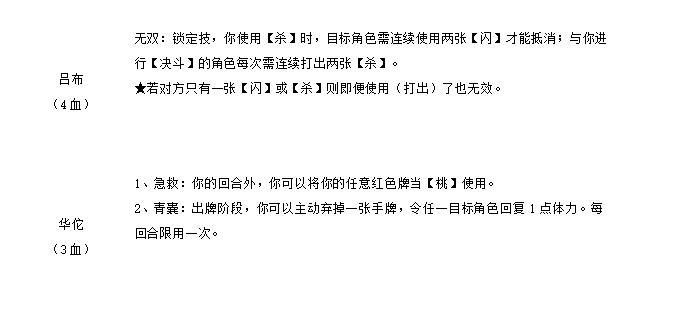 无双：锁定技，你使用【杀】时，目标角色需连续使用两张【闪】才能抵消；与你进
行【决斗】的角色每次需连续打出两张【杀】。
★若对方只有一张【闪】或【杀】则即便使用（打出）了也无效。
吕布
（4血）
1、急救：你的回合外，你可以将你的任意红色牌当【桃】使用。
2、青囊：出牌阶段，你可以主动弃掉一张手牌，令任一目标角色回复 1 点体力。每
回合限用一次。
华佗
（3血）